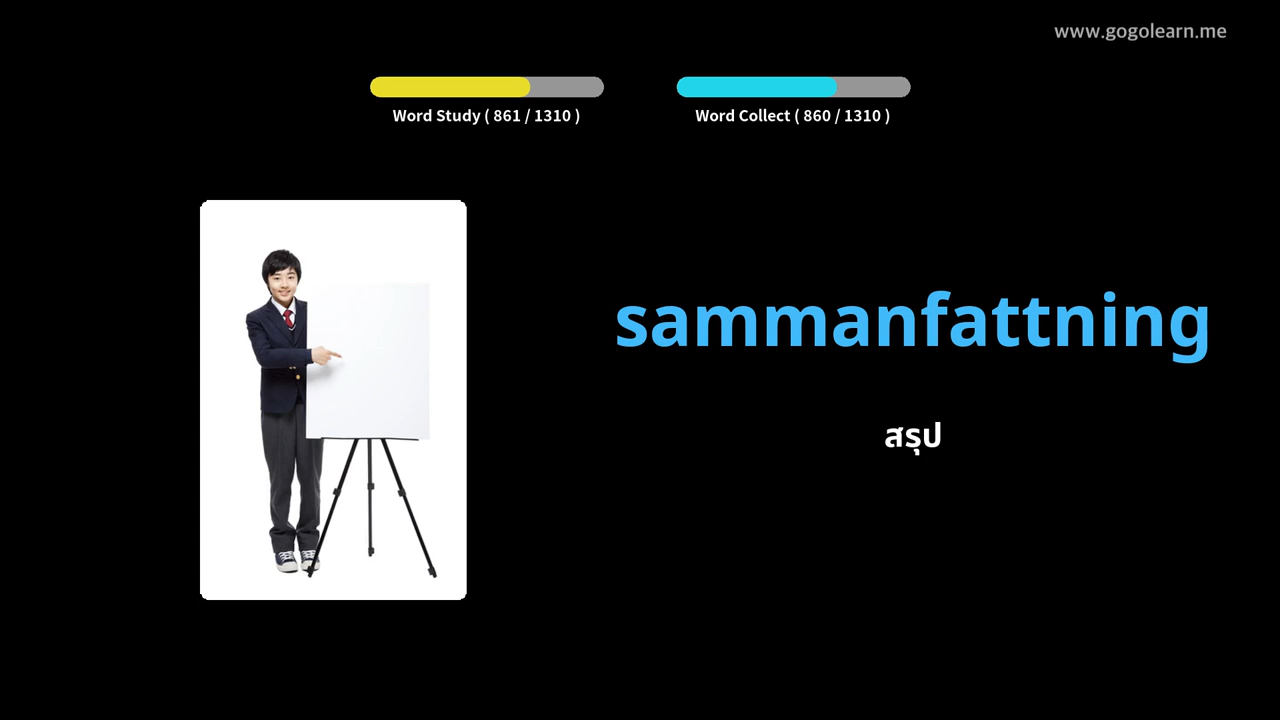 www.gogolearn.me
Word Study ( 861 / 1310 )
Word Collect ( 860 / 1310 )
sammanfattning
สรุป